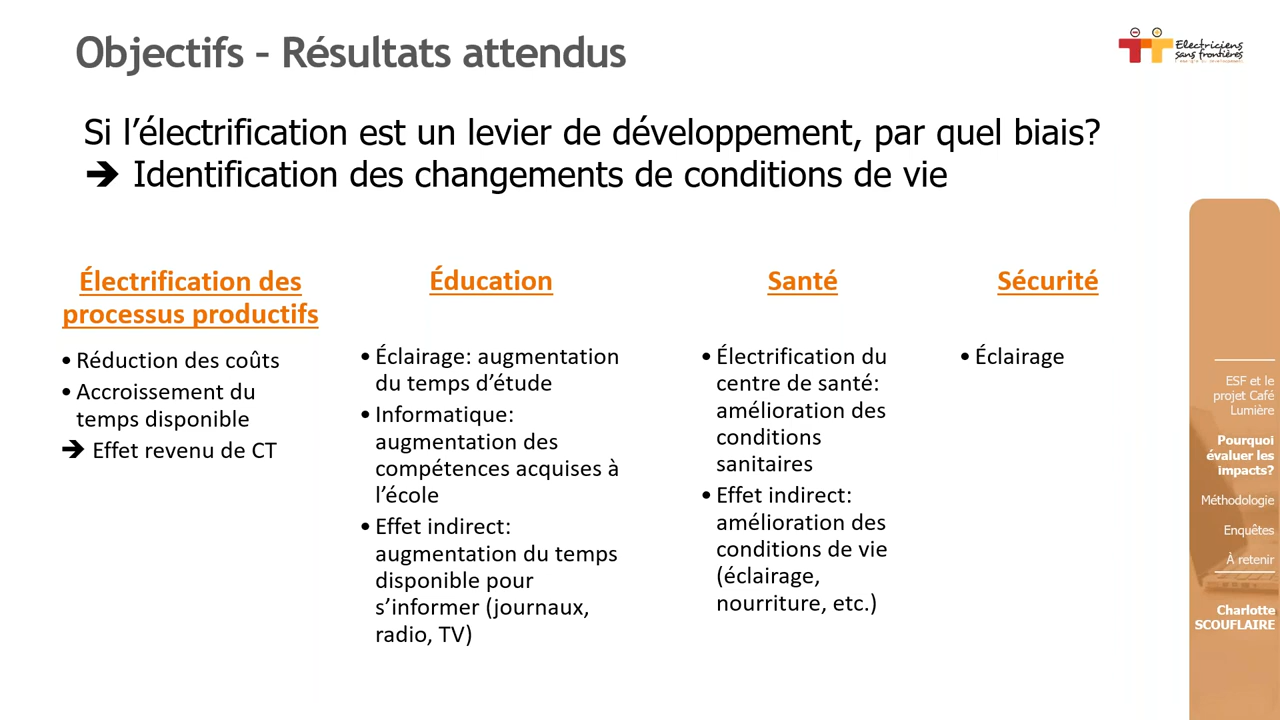 Objectifs – Résultats attendus
Electriciens
sans frontières
Si l’électrification est un levier de développement, par quel biais?
➔ Identification des changements de conditions de vie
Électrification des
processus productifs
• Réduction des coûts
• Accroissement du
temps disponible
➔ Effet revenu de CT
Éducation
• Éclairage: augmentation
du temps d’étude
• Informatique:
augmentation des
compétences acquises à
l’école
• Effet indirect:
augmentation du temps
disponible pour
s’informer (journaux,
radio, TV)
Santé
• Électrification du
centre de santé:
amélioration des
conditions
sanitaires
• Effet indirect:
amélioration des
conditions de vie
(éclairage,
nourriture, etc.)
Sécurité
• Éclairage
ESF et le
projet Café
Lumière
Pourquoi
évaluer les
impacts?
Méthodologie
Enquêtes
À retenir
Charlotte
SCOUFLAIRE